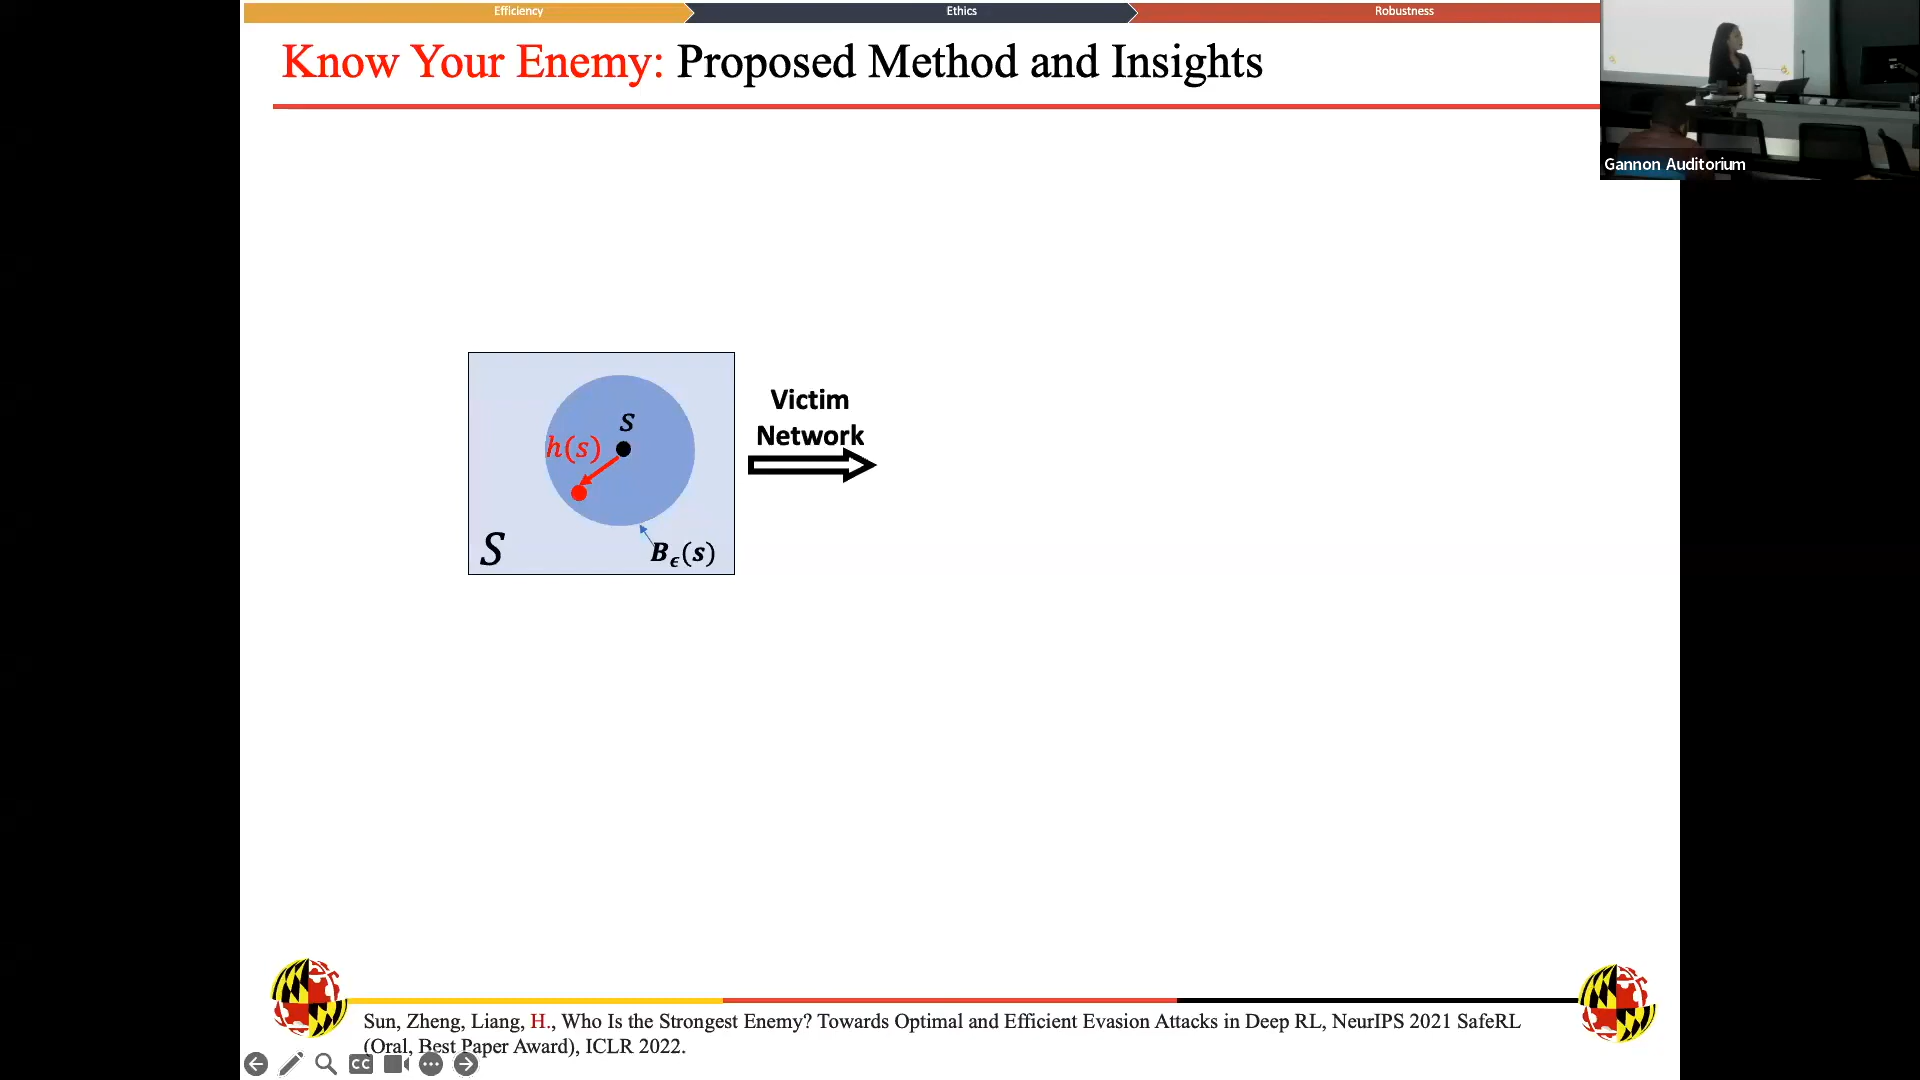 Efficiency
Ethics
Robustness
Know Your Enemy: Proposed Method and Insights
Gannon Auditorium
Victim
Network
s
h(s)
S
B_ϵ(s)
Sun, Zheng, Liang, H., Who Is the Strongest Enemy? Towards Optimal and Efficient Evasion Attacks in Deep RL, NeurIPS 2021 SafeRL
(Oral, Best Paper Award), ICLR 2022.
CC